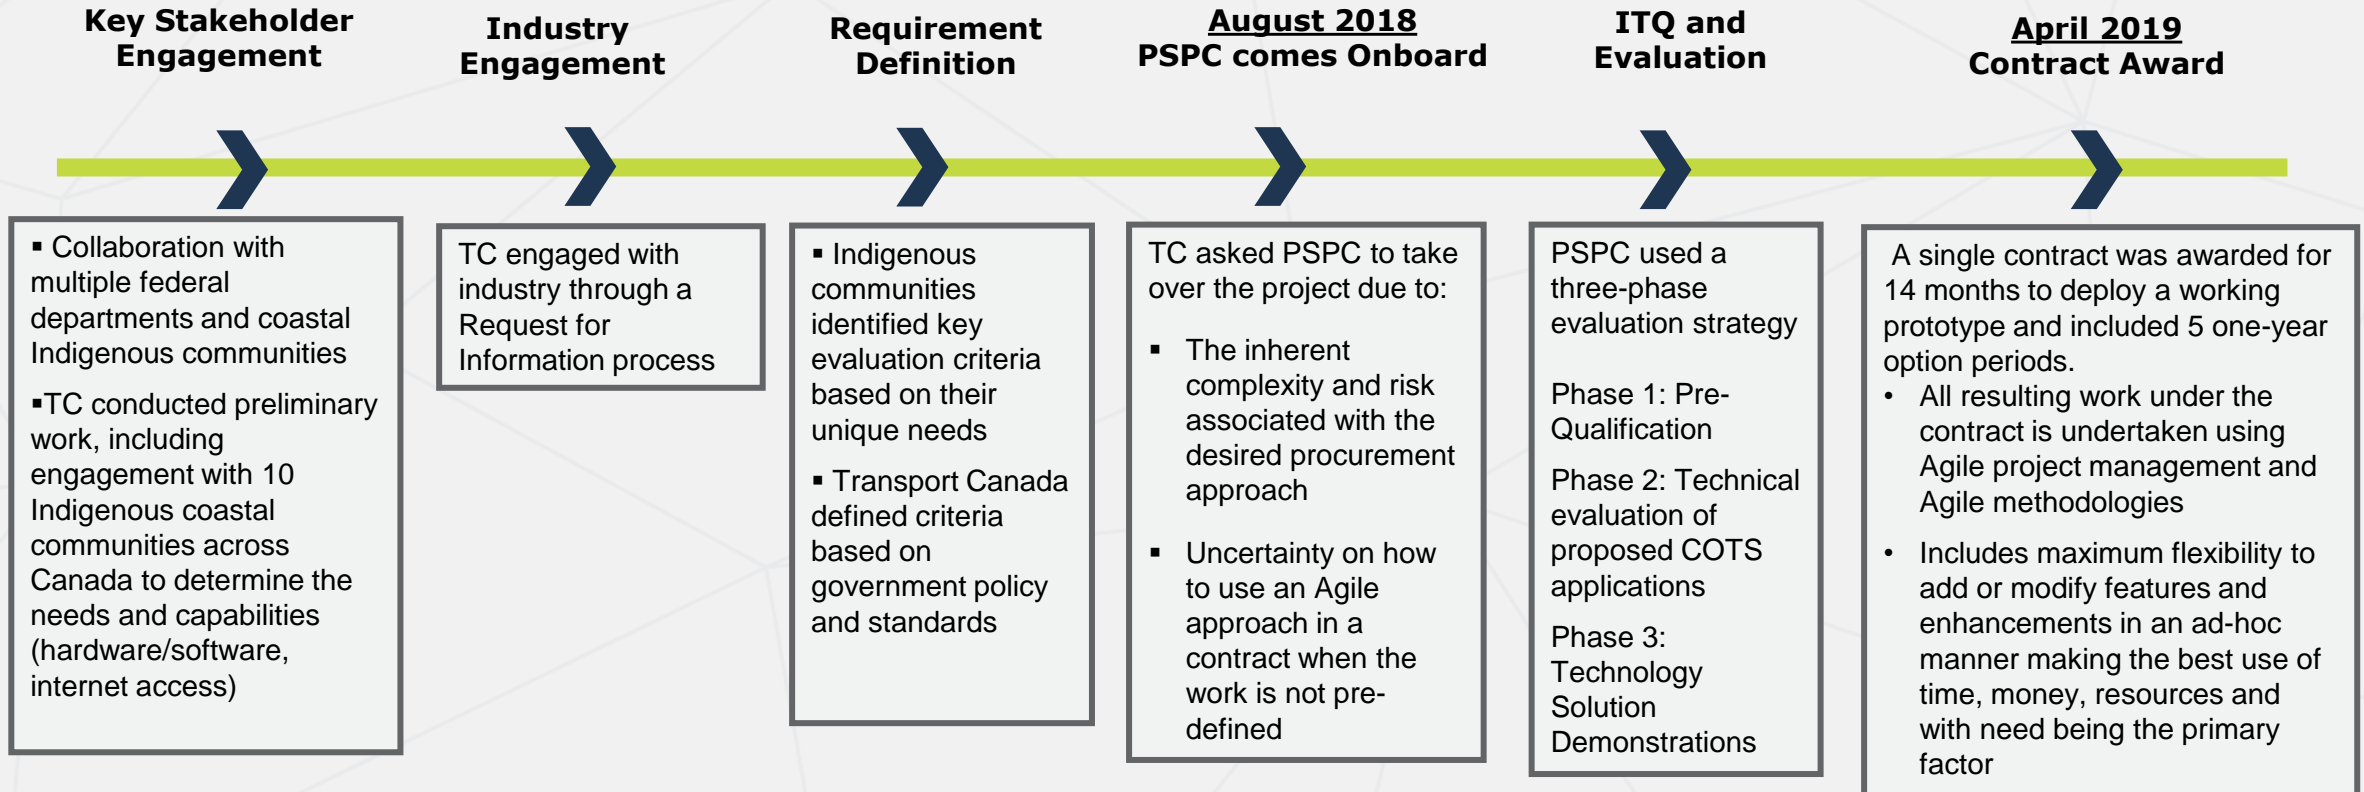 Key Stakeholder
Engagement
Industry
Engagement
Requirement
Definition
August 2018
PSPC comes Onboard
ITQ and
Evaluation
April 2019
Contract Award
▪ Collaboration with
multiple federal
departments and coastal
Indigenous communities
▪TC conducted preliminary
work, including
engagement with 10
Indigenous coastal
communities across
Canada to determine the
needs and capabilities
(hardware/software,
internet access)
TC engaged with
industry through a
Request for
Information process
▪ Indigenous
communities
identified key
evaluation criteria
based on their
unique needs
▪ Transport Canada
defined criteria
based on
government policy
and standards
TC asked PSPC to take
over the project due to:
▪ The inherent
complexity and risk
associated with the
desired procurement
approach
▪ Uncertainty on how
to use an Agile
approach in a
contract when the
work is not pre-
defined
PSPC used a
three-phase
evaluation strategy
Phase 1: Pre-
Qualification
Phase 2: Technical
evaluation of
proposed COTS
applications
Phase 3:
Technology
Solution
Demonstrations
A single contract was awarded for
14 months to deploy a working
prototype and included 5 one-year
option periods.
• All resulting work under the
contract is undertaken using
Agile project management and
Agile methodologies
• Includes maximum flexibility to
add or modify features and
enhancements in an ad-hoc
manner making the best use of
time, money, resources and
with need being the primary
factor